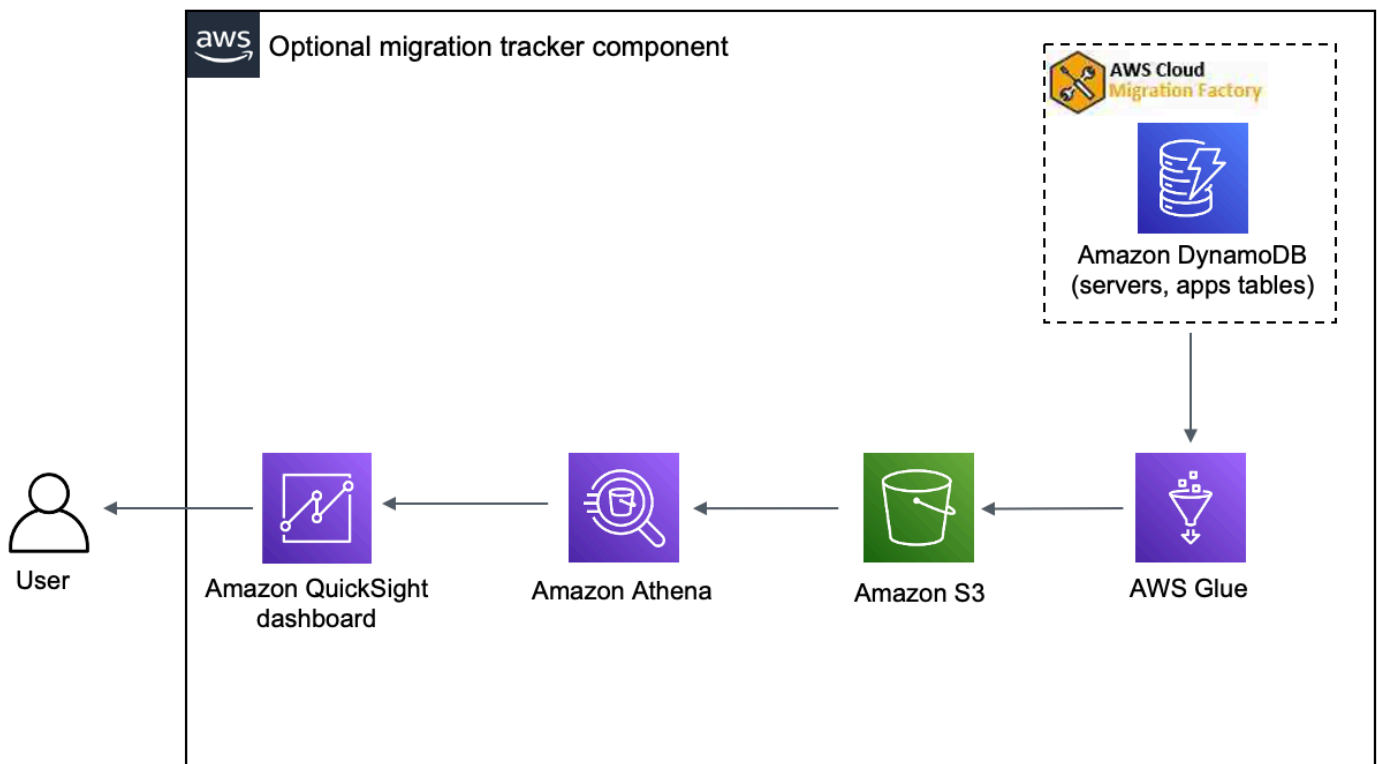 aws
Optional migration tracker component
AWS Cloud
Migration Factory
Amazon DynamoDB
(servers, apps tables)
User
Amazon QuickSight
dashboard
Amazon Athena
Amazon S3
AWS Glue